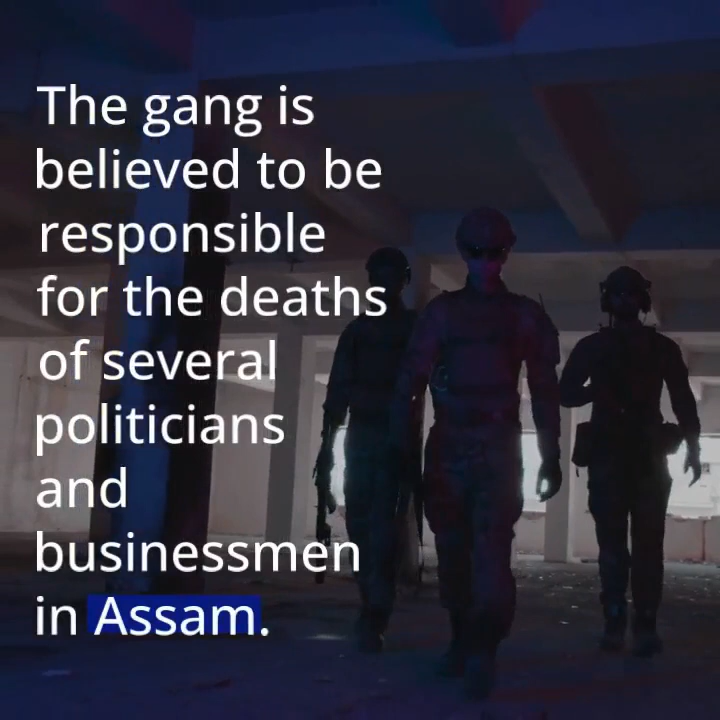 The gang is
believed to be
responsible
for the deaths
of several
politicians
and
businessmen
in Assam.